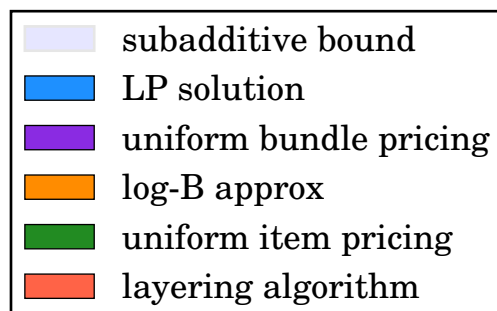 subadditive bound
LP solution
uniform bundle pricing
log-B approx
uniform item pricing
layering algorithm